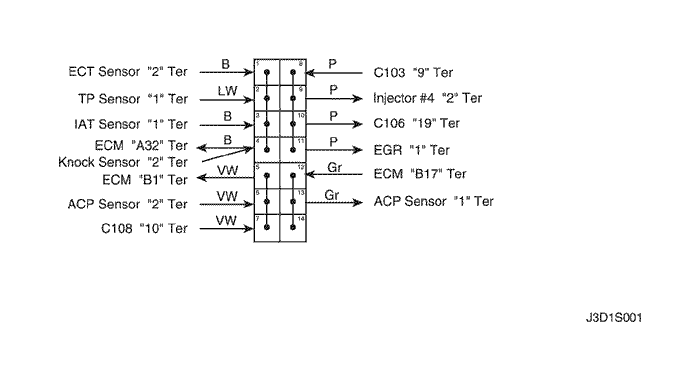 ECT Sensor "2" Ter B 1 8 P C103 "9" Ter
TP Sensor "1" Ter LW 2 9 P Injector #4 "2" Ter
IAT Sensor "1" Ter B 3 10 P C106 "19" Ter
ECM "A32" Ter B 4 11 P EGR "1" Ter
Knock Sensor "2" Ter
ECM "B1" Ter VW 5 12 Gr ECM "B17" Ter
ACP Sensor "2" Ter VW 6 13 Gr ACP Sensor "1" Ter
C108 "10" Ter VW 7 14
J3D1S001